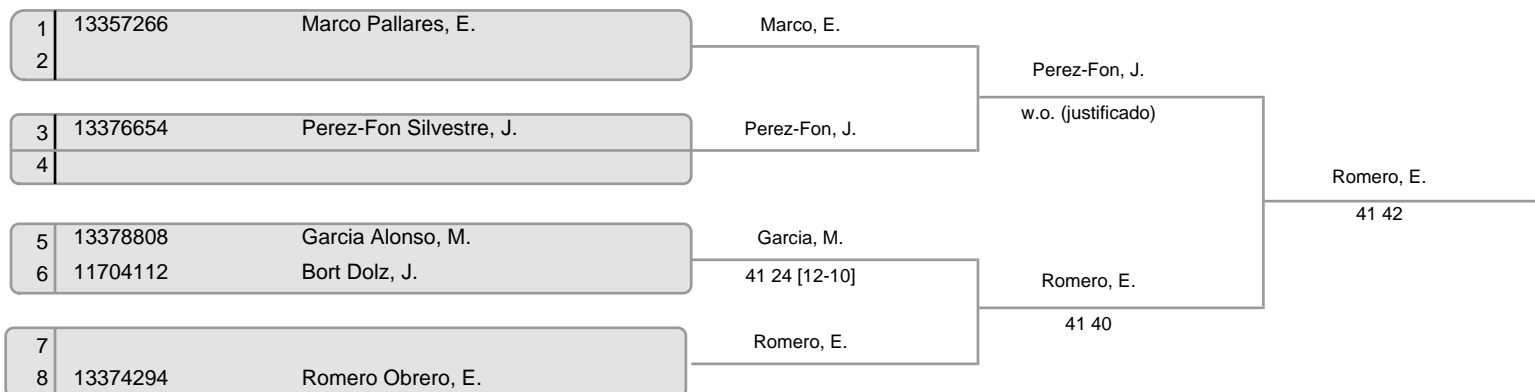 1 13357266 Marco Pallares, E.
2
3 13376654 Perez-Fon Silvestre, J.
4
5 13378808 Garcia Alonso, M.
6 11704112 Bort Dolz, J.
7
8 13374294 Romero Obrero, E.
Marco, E.
Perez-Fon, J.
Garcia, M.
41 24 [12-10]
Romero, E.
Perez-Fon, J.
w.o. (justificado)
Romero, E.
41 40
Romero, E.
41 42